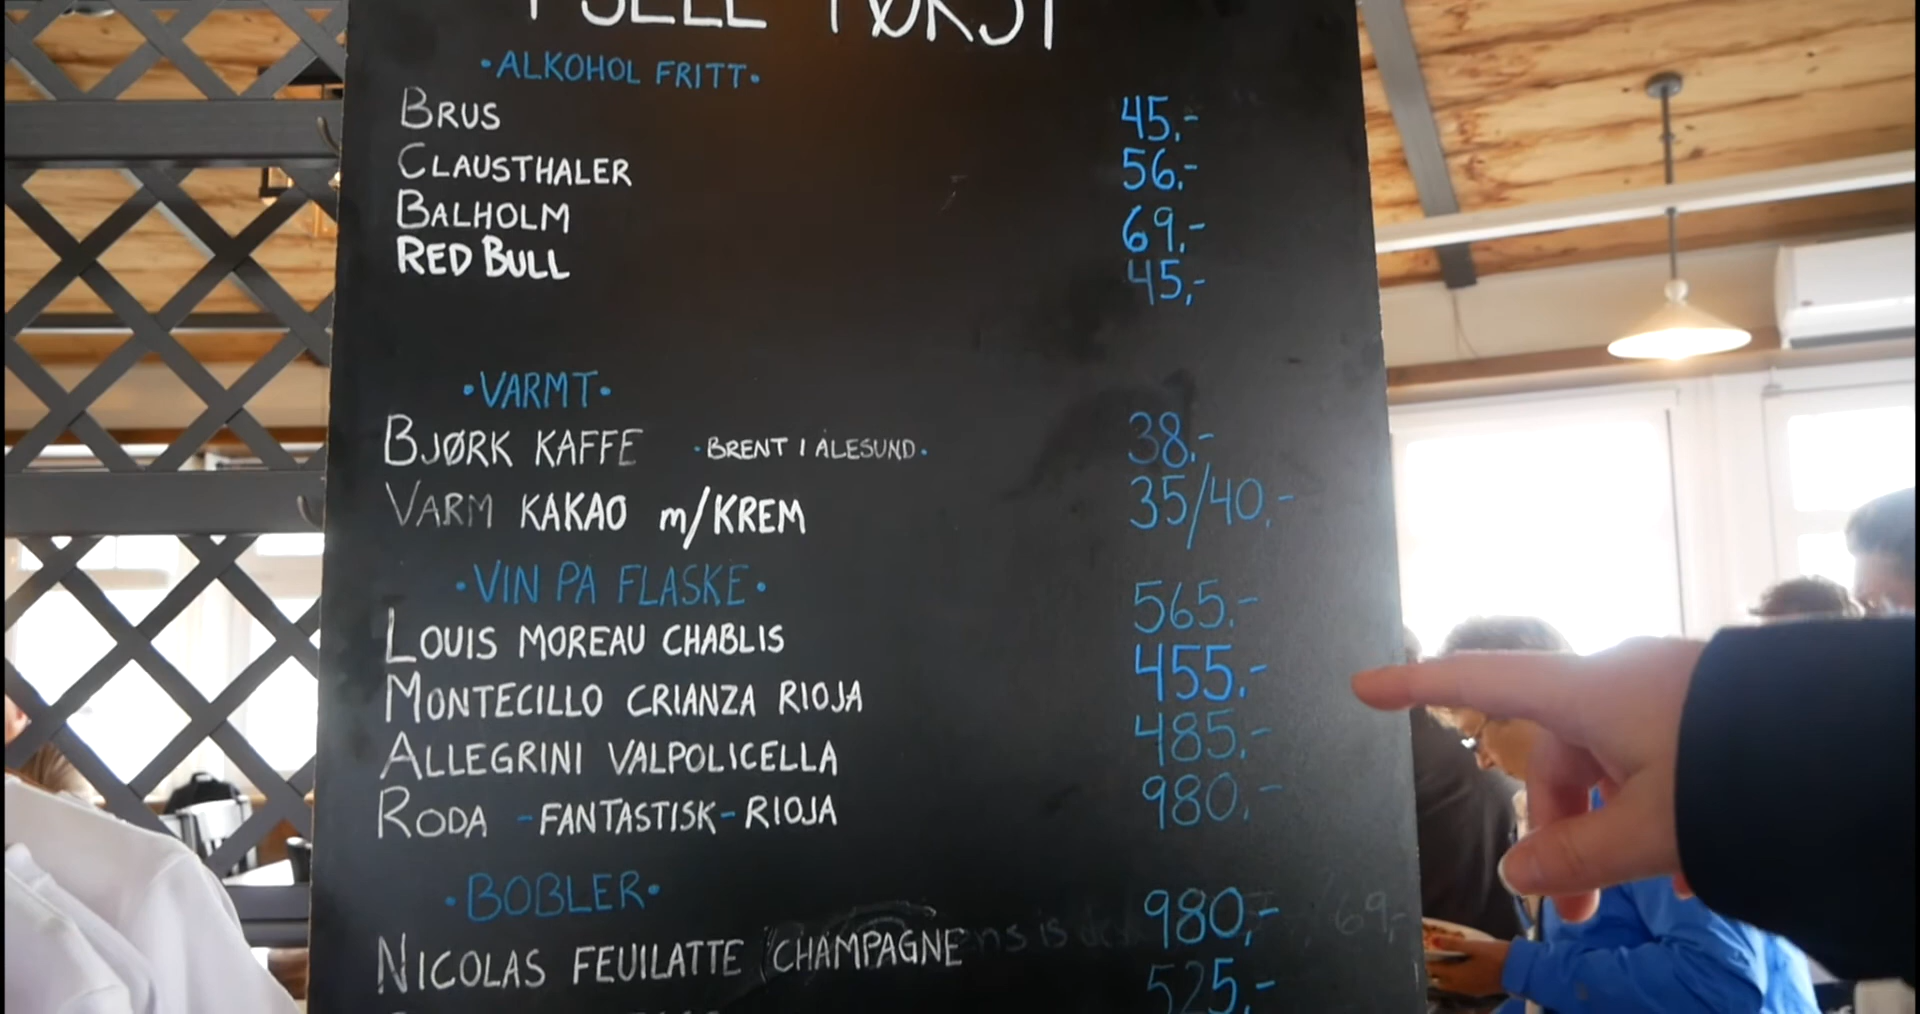 FJELL TØRST
·ALKOHOL FRITT·
BRUS 45,-
CLAUSTHALER 56,-
BALHOLM 69,-
RED BULL 45,-
·VARMT·
BJØRK KAFFE ·BRENT I ÅLESUND· 38,-
VARM KAKAO m/KREM 35/40,-
·VIN PA FLASKE·
LOUIS MOREAU CHABLIS 565,-
MONTECILLO CRIANZA RIOJA 455,-
ALLEGRINI VALPOLICELLA 485,-
RODA -FANTASTISK- RIOJA 980,-
·BOBLER·
NICOLAS FEUILATTE CHAMPAGNE 980,-
525,-